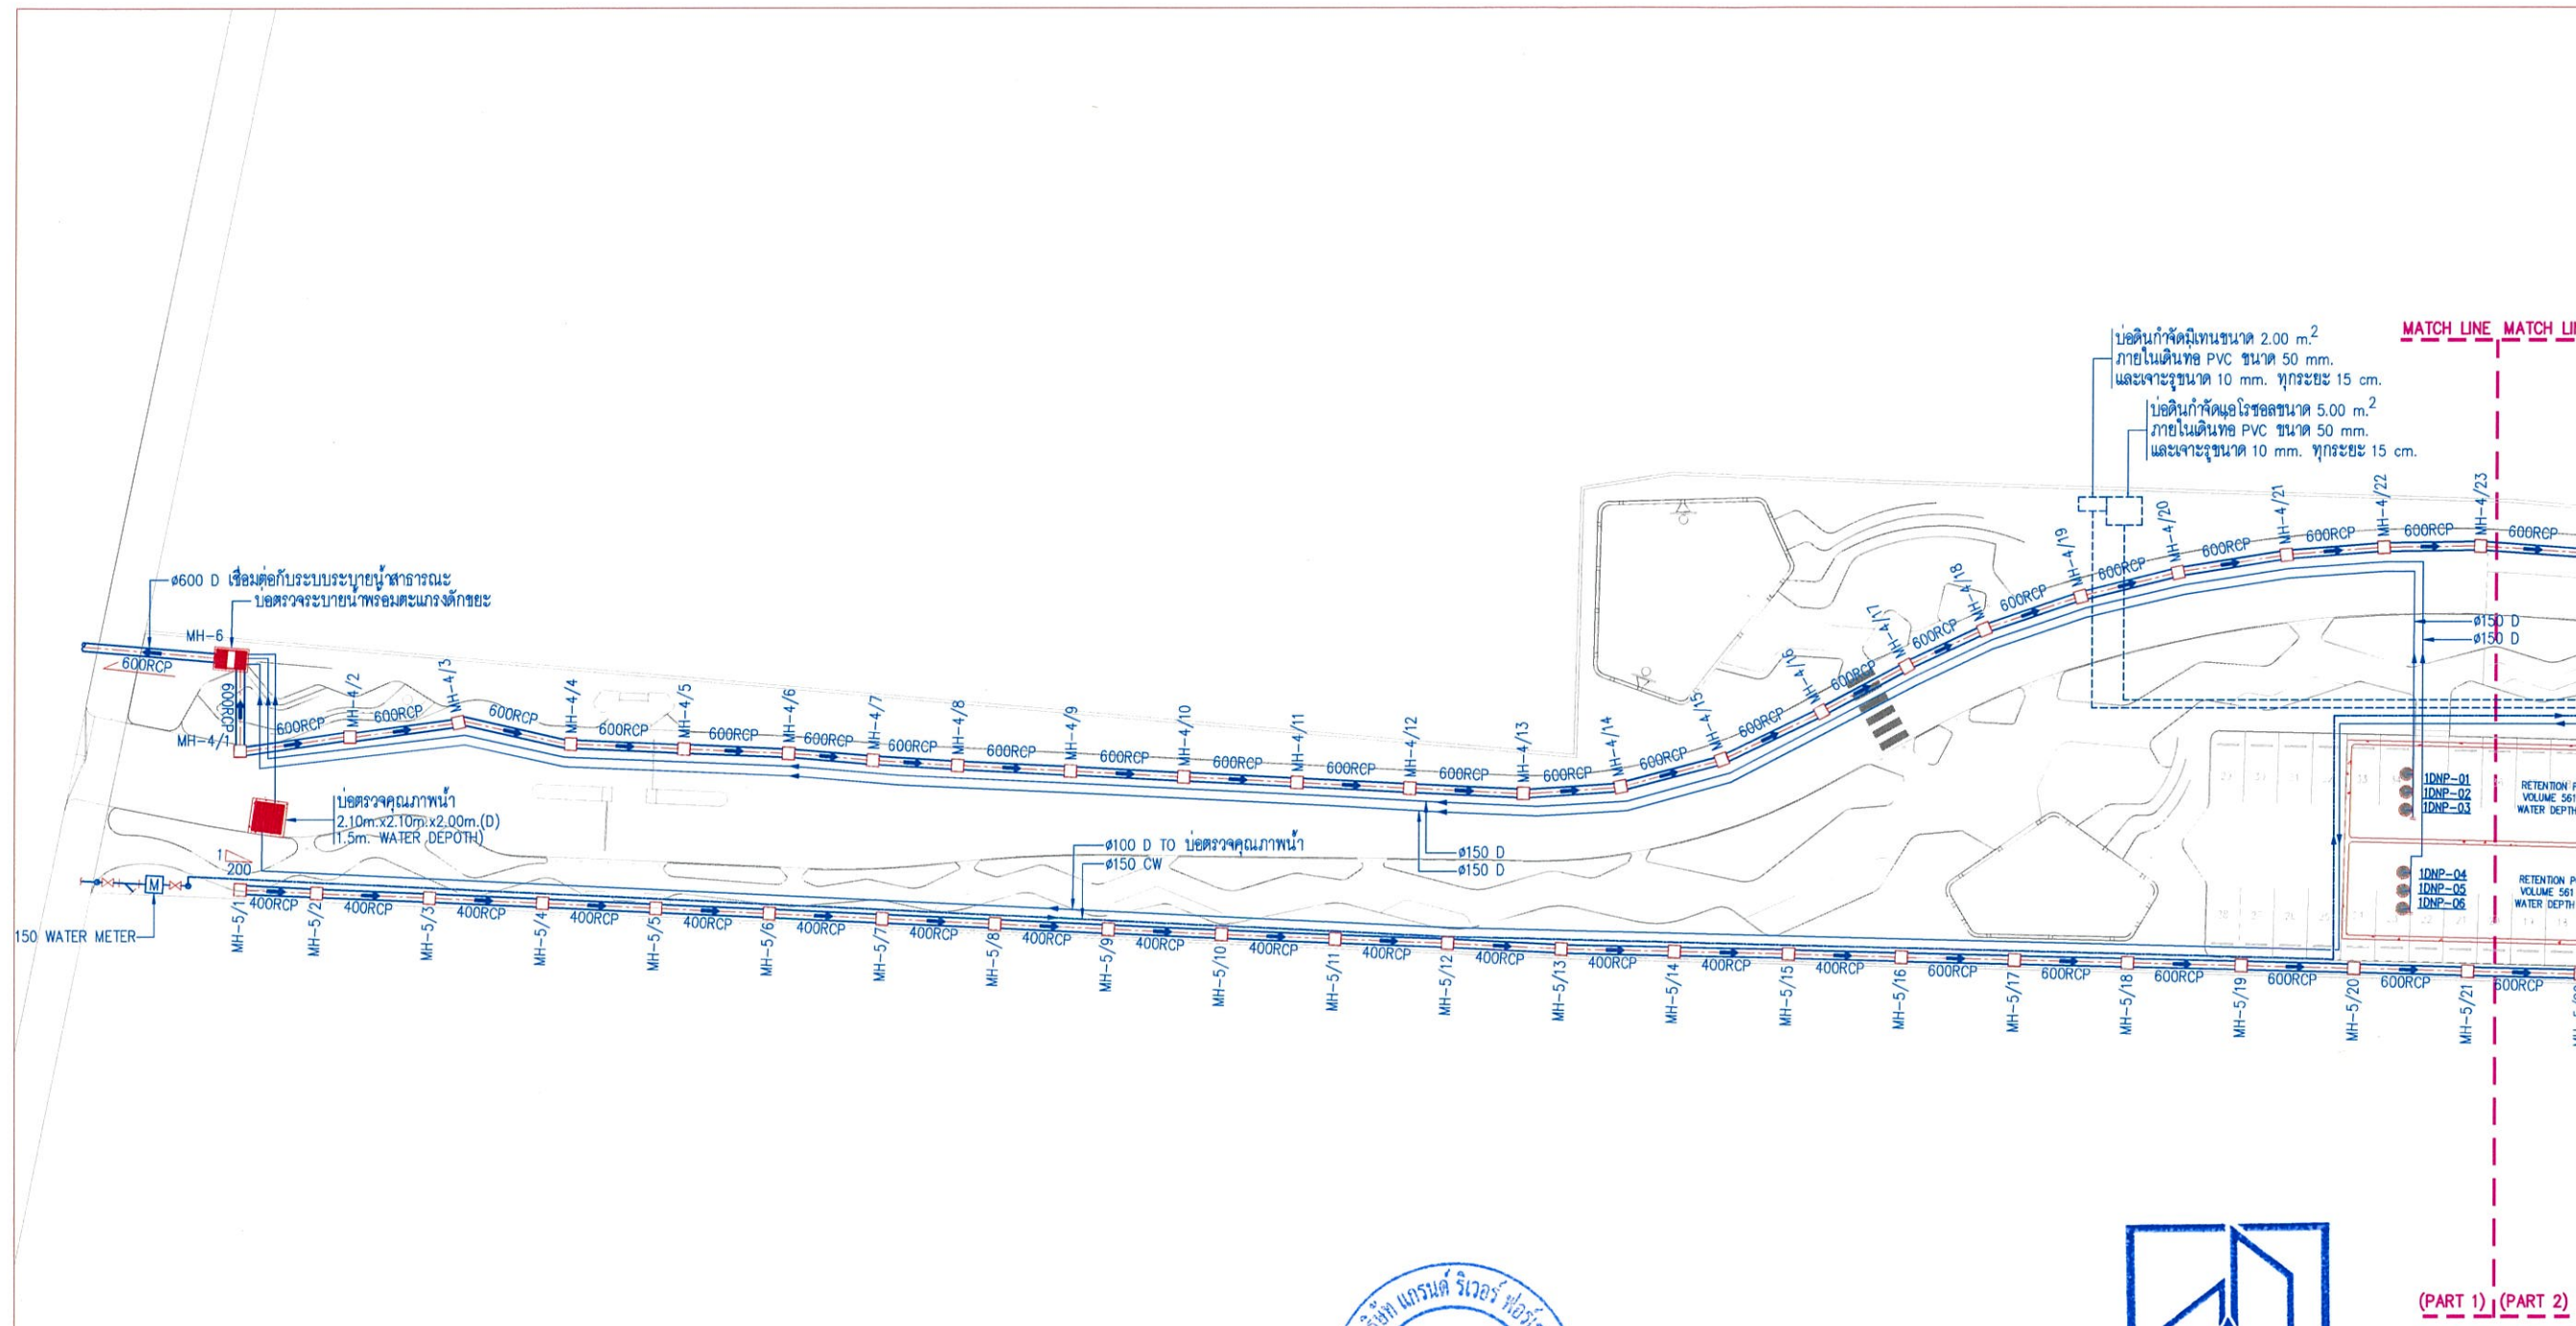 MATCH LINE
MATCH LI
บ่อดินกำจัดมีเทนขนาด 2.00 m.2
ภายในเดินท่อ PVC ขนาด 50 mm.
และเจาะรูขนาด 10 mm. ทุกระยะ 15 cm.
บ่อดินกำจัดแอโรซอลขนาด 5.00 m.2
ภายในเดินท่อ PVC ขนาด 50 mm.
และเจาะรูขนาด 10 mm. ทุกระยะ 15 cm.
ø600 D เชื่อมต่อกับระบบระบายน้ำสาธารณะ
บ่อตรวจระบายน้ำพร้อมตะแกรงดักขยะ
MH-6
600RCP
600RCP
MH-4/1
600RCP
MH-4/2
600RCP
MH-4/3
600RCP
MH-4/4
600RCP
MH-4/5
600RCP
MH-4/6
600RCP
MH-4/7
600RCP
MH-4/8
600RCP
MH-4/9
600RCP
MH-4/10
600RCP
MH-4/11
600RCP
MH-4/12
600RCP
MH-4/13
600RCP
MH-4/14
600RCP
MH-4/15
600RCP
MH-4/16
600RCP
MH-4/17
600RCP
MH-4/18
600RCP
MH-4/19
600RCP
MH-4/20
600RCP
MH-4/21
600RCP
MH-4/22
600RCP
MH-4/23
600RCP
ø150 D
ø150 D
บ่อตรวจคุณภาพน้ำ
2.10m.x2.10m.x2.00m.(D)
1.5m. WATER DEPOTH)
1
200
ø100 D TO บ่อตรวจคุณภาพน้ำ
ø150 CW
ø150 D
ø150 D
1DNP-01
1DNP-02
1DNP-03
RETENTION P
VOLUME 561
WATER DEPTH
1DNP-04
1DNP-05
1DNP-06
RETENTION P
VOLUME 561
WATER DEPTH
M
150 WATER METER
MH-5/1
400RCP
MH-5/2
400RCP
MH-5/3
400RCP
MH-5/4
400RCP
MH-5/5
400RCP
MH-5/6
400RCP
MH-5/7
400RCP
MH-5/8
400RCP
MH-5/9
400RCP
MH-5/10
400RCP
MH-5/11
400RCP
MH-5/12
400RCP
MH-5/13
400RCP
MH-5/14
400RCP
MH-5/15
400RCP
MH-5/16
600RCP
MH-5/17
600RCP
MH-5/18
600RCP
MH-5/19
600RCP
MH-5/20
600RCP
MH-5/21
600RCP
แกรนด์ ริเวอร์
(PART 1)
(PART 2)